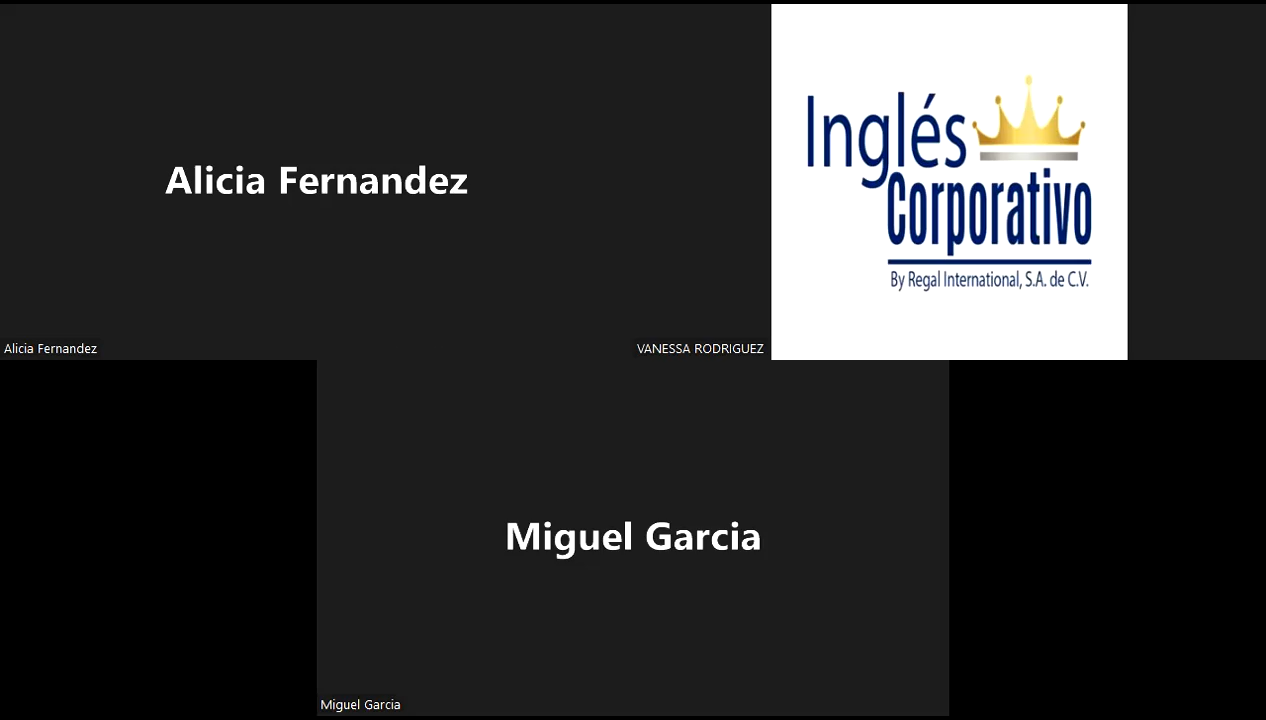 Alicia Fernandez
Inglés
Corporativo
By Regal International, S.A. de C.V.
Alicia Fernandez
VANESSA RODRIGUEZ
Miguel Garcia
Miguel Garcia